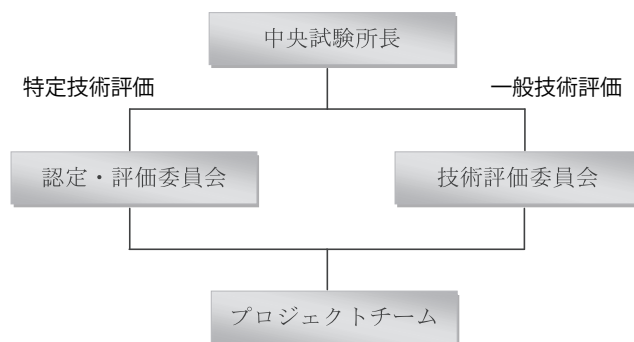 中央試験所長
特定技術評価
一般技術評価
認定・評価委員会
技術評価委員会
プロジェクトチーム